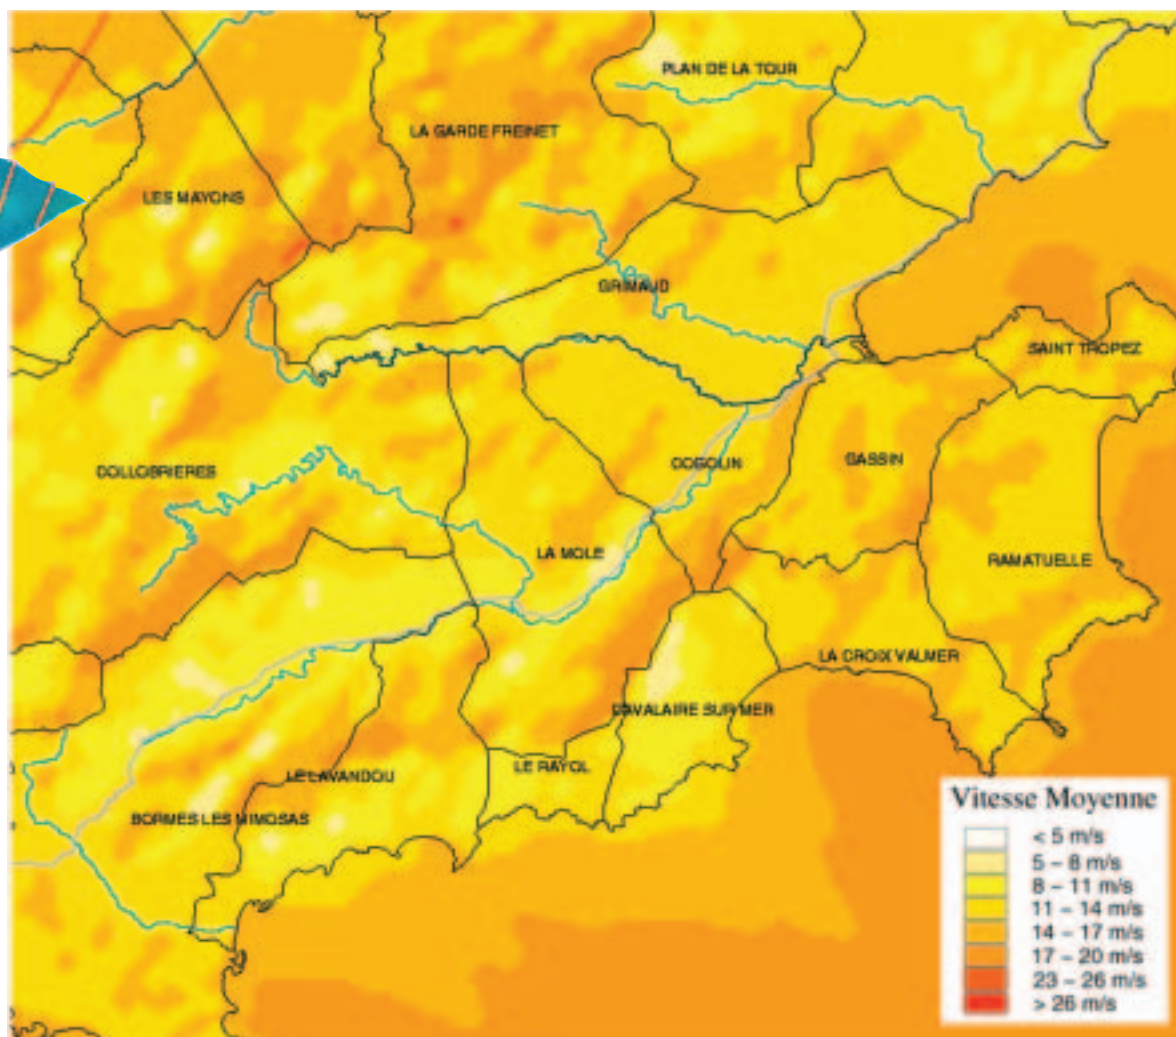 PLAN DE LA TOUR
LA GARDE FREINET
LES MAYONS
GRIMAUD
SAINT TROPEZ
COLLOBRIERES
COGOLIN
GASSIN
LA MOLE
RAMATUELLE
LA CROIX VALMER
CAVALAIRE SUR MER
LE RAYOL
LE LAVANDOU
BORMES LES MIMOSAS
Vitesse Moyenne
< 5 m/s
5 – 8 m/s
8 – 11 m/s
11 – 14 m/s
14 – 17 m/s
17 – 20 m/s
23 – 26 m/s
> 26 m/s